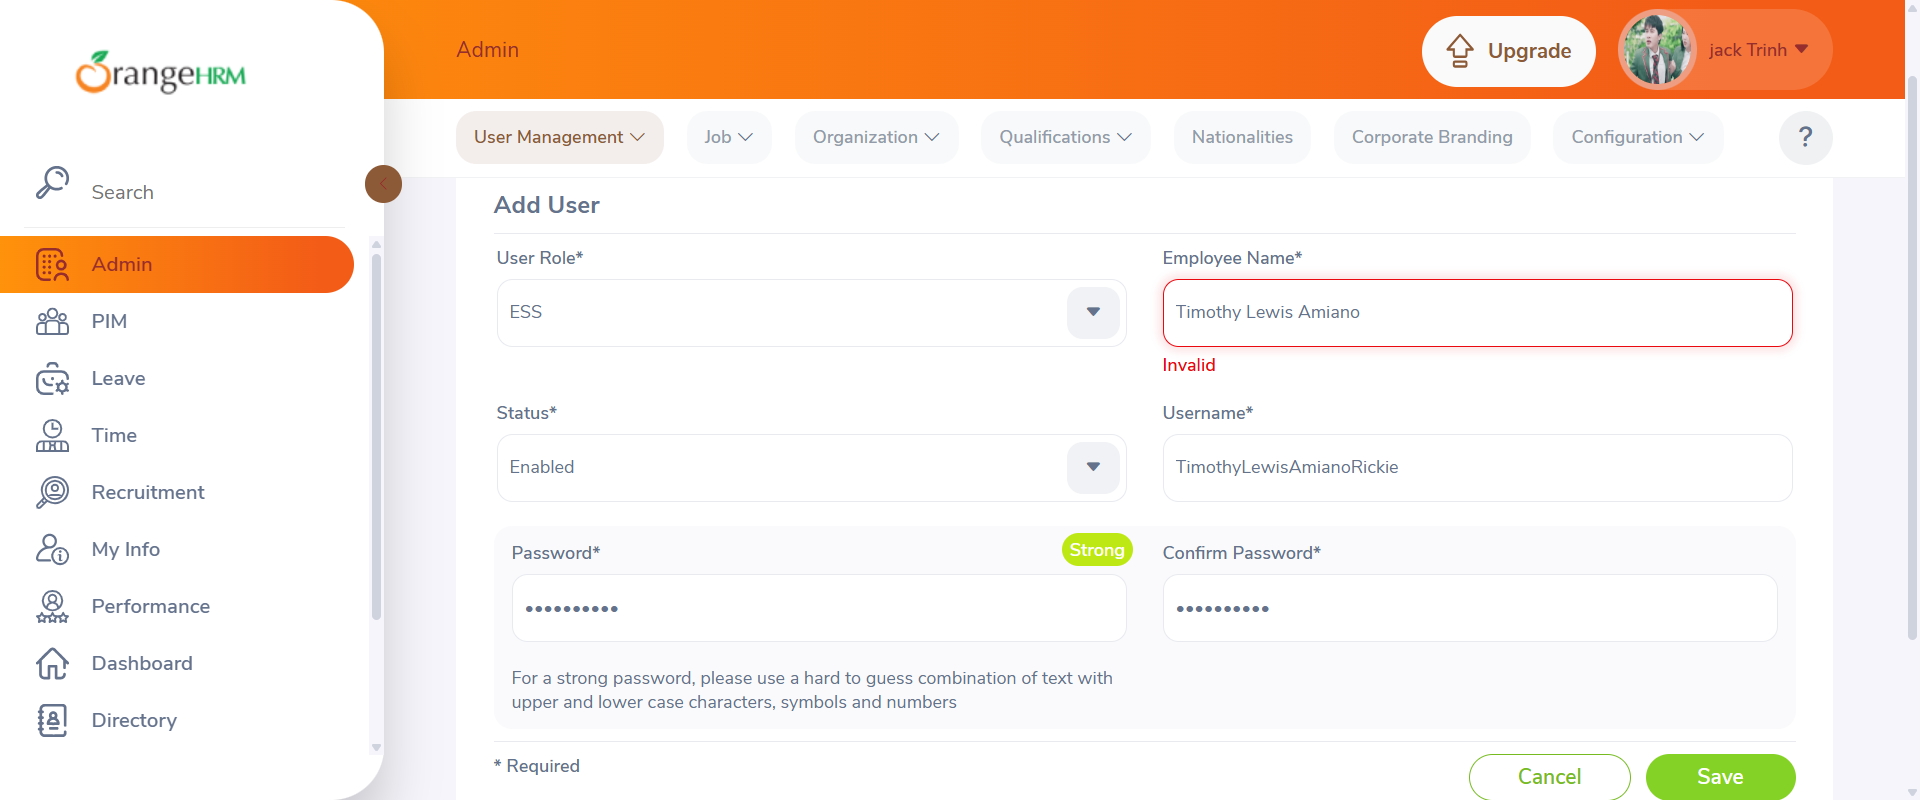 OrangeHRM
Search
Admin
PIM
Leave
Time
Recruitment
My Info
Performance
Dashboard
Directory
Admin
Upgrade
jack Trinh
User Management
Job
Organization
Qualifications
Nationalities
Corporate Branding
Configuration
?
Add User
User Role*
Employee Name*
ESS
Timothy Lewis Amiano
Invalid
Status*
Username*
Enabled
TimothyLewisAmianoRickie
Password*
Strong
Confirm Password*
••••••••••
••••••••••
For a strong password, please use a hard to guess combination of text with
upper and lower case characters, symbols and numbers
* Required
Cancel
Save